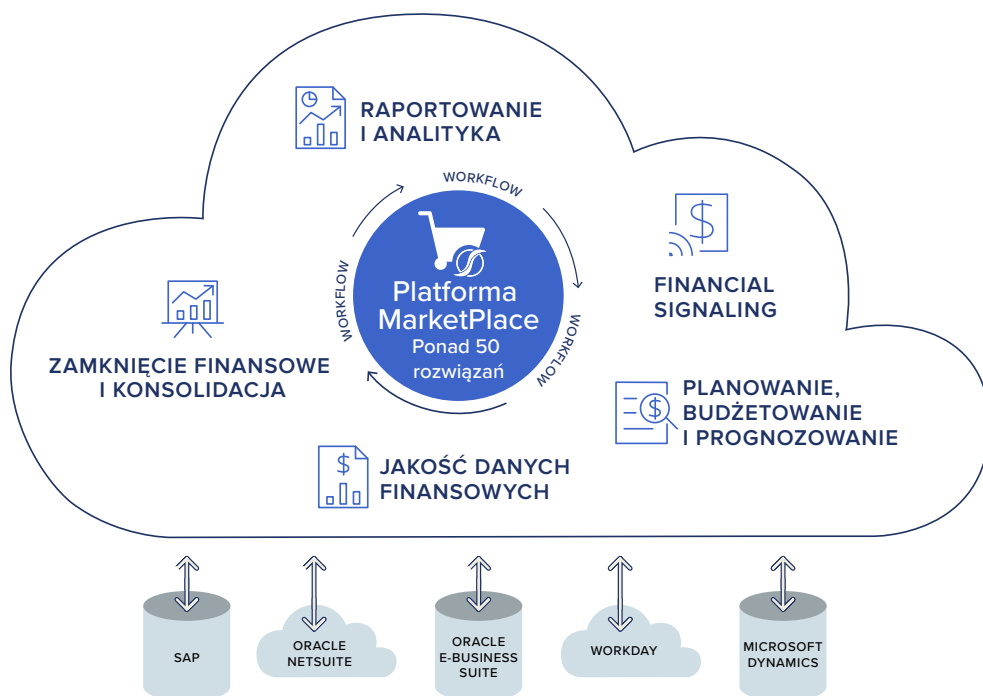 RAPORTOWANIE
I ANALITYKA
WORKFLOW
WORKFLOW
WORKFLOW
Platforma
MarketPlace
Ponad 50
rozwiązań
FINANCIAL
SIGNALING
ZAMKNIĘCIE FINANSOWE
I KONSOLIDACJA
PLANOWANIE,
BUDŻETOWANIE
I PROGNOZOWANIE
$
$
$
JAKOŚĆ DANYCH
FINANSOWYCH
SAP
ORACLE
NETSUITE
ORACLE
E-BUSINESS
SUITE
WORKDAY
MICROSOFT
DYNAMICS